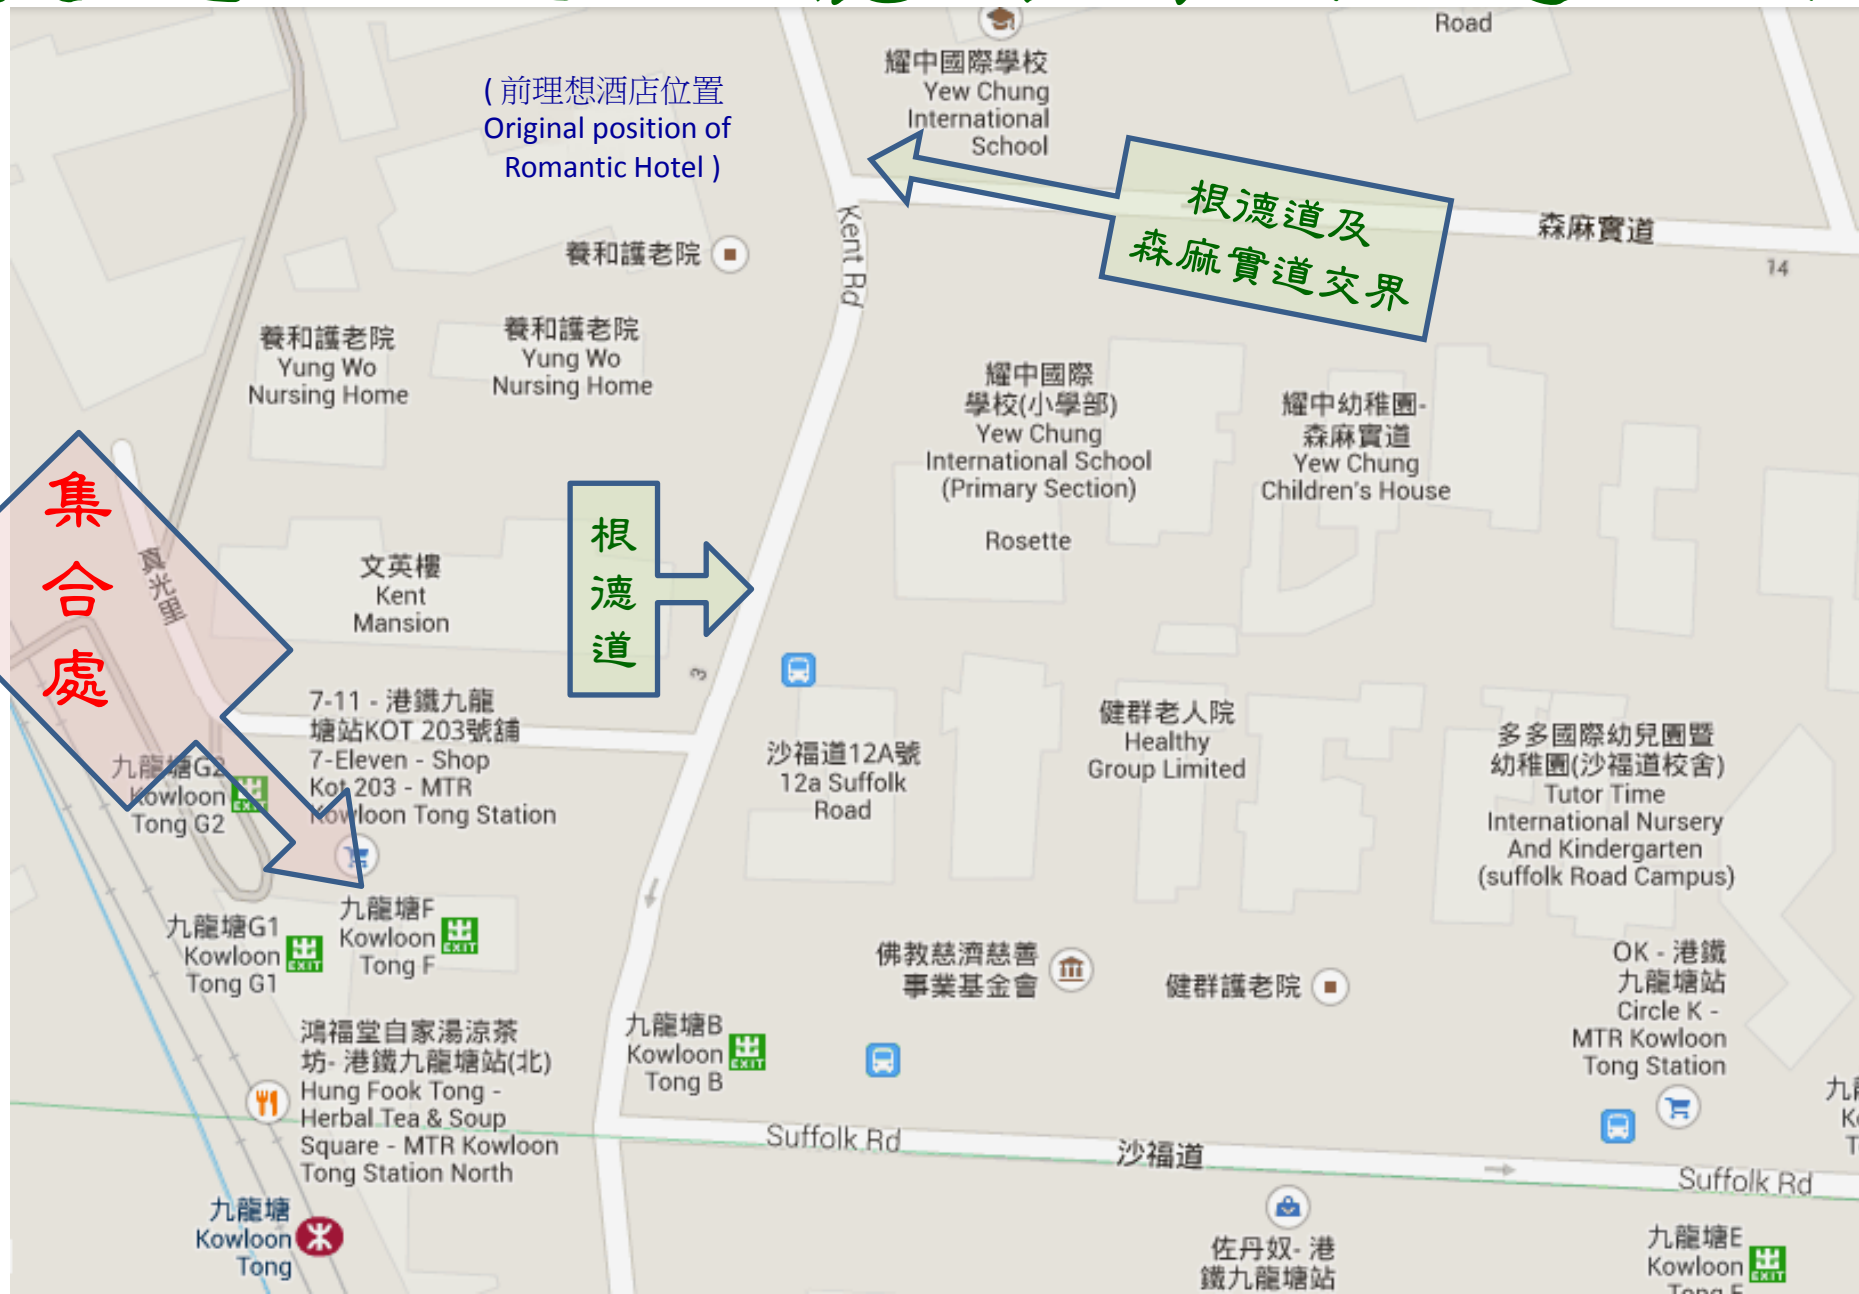 Road
耀中國際學校
Yew Chung
International
School
( 前理想酒店位置
Original position of
Romantic Hotel )
根德道及
森麻實道交界
森麻實道
14
Kent Rd
養和護老院
養和護老院
Yung Wo
Nursing Home
養和護老院
Yung Wo
Nursing Home
耀中國際
學校(小學部)
Yew Chung
International School
(Primary Section)
Rosette
耀中幼稚園-
森麻實道
Yew Chung
Children's House
集合處
真光里
文英樓
Kent
Mansion
根德道
3
7-11 - 港鐵九龍
塘站KOT 203號舖
7-Eleven - Shop
Kot 203 - MTR
Kowloon Tong Station
沙福道12A號
12a Suffolk
Road
健群老人院
Healthy
Group Limited
多多國際幼兒園暨
幼稚園(沙福道校舍)
Tutor Time
International Nursery
And Kindergarten
(suffolk Road Campus)
九龍塘G2
Kowloon
Tong G2
出
EXIT
九龍塘F
Kowloon
Tong F
出
EXIT
九龍塘G1
Kowloon
Tong G1
出
EXIT
佛教慈濟慈善
事業基金會
健群護老院
OK - 港鐵
九龍塘站
Circle K -
MTR Kowloon
Tong Station
鴻福堂自家湯涼茶
坊- 港鐵九龍塘站(北)
Hung Fook Tong -
Herbal Tea & Soup
Square - MTR Kowloon
Tong Station North
九龍塘B
Kowloon
Tong B
出
EXIT
Suffolk Rd
沙福道
Suffolk Rd
九龍塘
Kowloon
Tong
佐丹奴- 港
鐵九龍塘站
九龍塘E
Kowloon
Tong E
出
EXIT